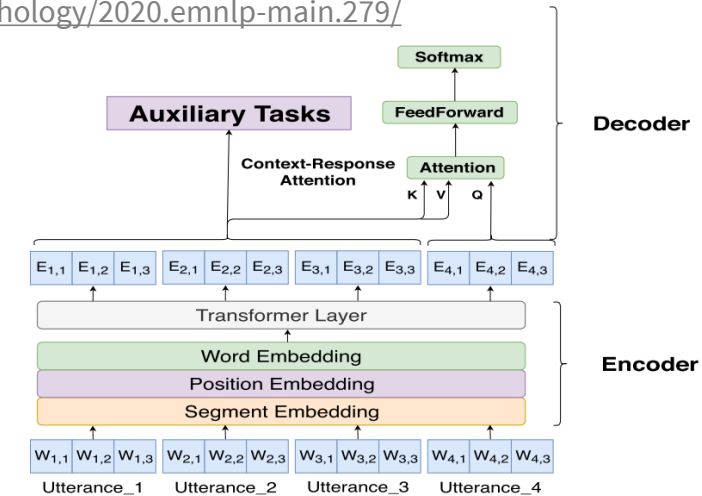 hology/2020.emnlp-main.279/
Softmax
Auxiliary Tasks
FeedForward
Decoder
Context-Response
Attention
Attention
K V Q
E1,1 E1,2 E1,3 E2,1 E2,2 E2,3 E3,1 E3,2 E3,3 E4,1 E4,2 E4,3
Transformer Layer
Word Embedding
Encoder
Position Embedding
Segment Embedding
W1,1 W1,2 W1,3 W2,1 W2,2 W2,3 W3,1 W3,2 W3,3 W4,1 W4,2 W4,3
Utterance_1 Utterance_2 Utterance_3 Utterance_4